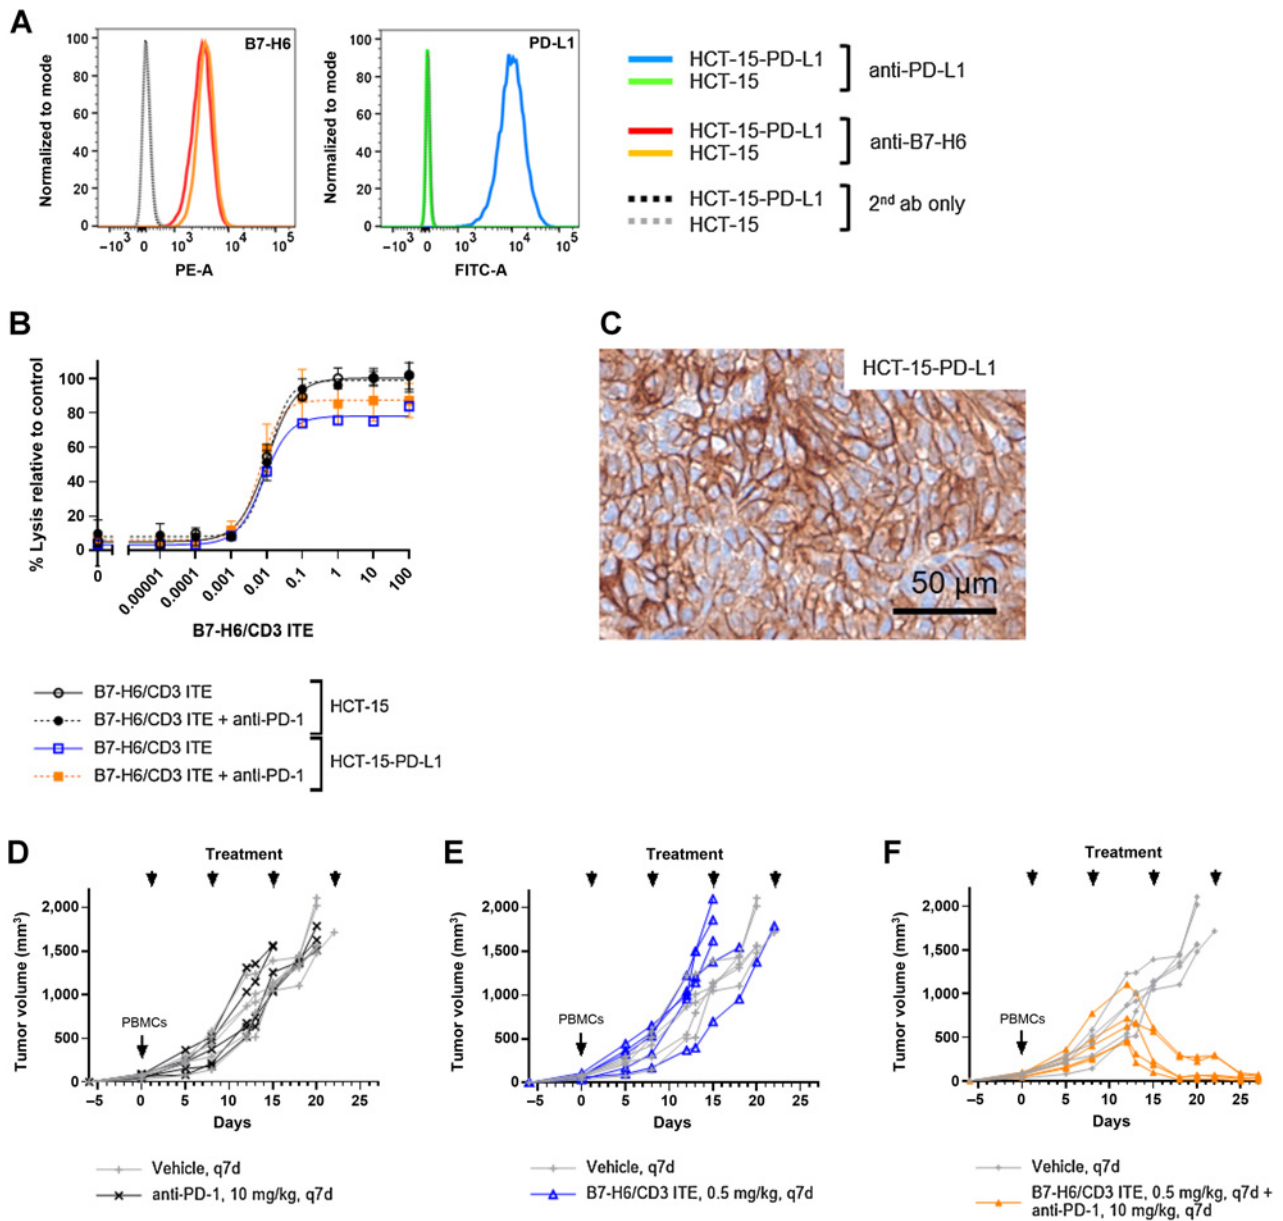 A
B7-H6
PD-L1
Normalized to mode
100
80
60
40
20
0
−10³ 0 10³ 10⁴ 10⁵
PE-A
Normalized to mode
100
80
60
40
20
0
−10³ 0 10³ 10⁴ 10⁵
FITC-A
HCT-15-PD-L1
HCT-15
anti-PD-L1
HCT-15-PD-L1
HCT-15
anti-B7-H6
HCT-15-PD-L1
HCT-15
2nd ab only
B
% Lysis relative to control
100
80
60
40
20
0
0 0.00001 0.0001 0.001 0.01 0.1 1 10 100
B7-H6/CD3 ITE
B7-H6/CD3 ITE
B7-H6/CD3 ITE + anti-PD-1
HCT-15
B7-H6/CD3 ITE
B7-H6/CD3 ITE + anti-PD-1
HCT-15-PD-L1
C
HCT-15-PD-L1
50 µm
D
Treatment
Tumor volume (mm³)
2,000
1,500
1,000
500
0
PBMCs
−5 0 5 10 15 20 25
Days
Vehicle, q7d
anti-PD-1, 10 mg/kg, q7d
E
Treatment
Tumor volume (mm³)
2,000
1,500
1,000
500
0
PBMCs
−5 0 5 10 15 20 25
Days
Vehicle, q7d
B7-H6/CD3 ITE, 0.5 mg/kg, q7d
F
Treatment
Tumor volume (mm³)
2,000
1,500
1,000
500
0
PBMCs
−5 0 5 10 15 20 25
Days
Vehicle, q7d
B7-H6/CD3 ITE, 0.5 mg/kg, q7d +
anti-PD-1, 10 mg/kg, q7d